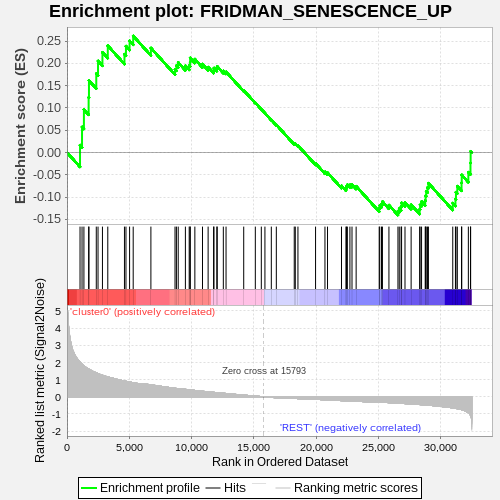 Enrichment plot: FRIDMAN_SENESCENCE_UP
Enrichment score (ES)
0.25
0.20
0.15
0.10
0.05
0.00
-0.05
-0.10
-0.15
Ranked list metric (Signal2Noise)
5
4
3
2
1
0
-1
-2
'cluster0' (positively correlated)
Zero cross at 15793
'REST' (negatively correlated)
0
5,000
10,000
15,000
20,000
25,000
30,000
Rank in Ordered Dataset
Enrichment profile
Hits
Ranking metric scores